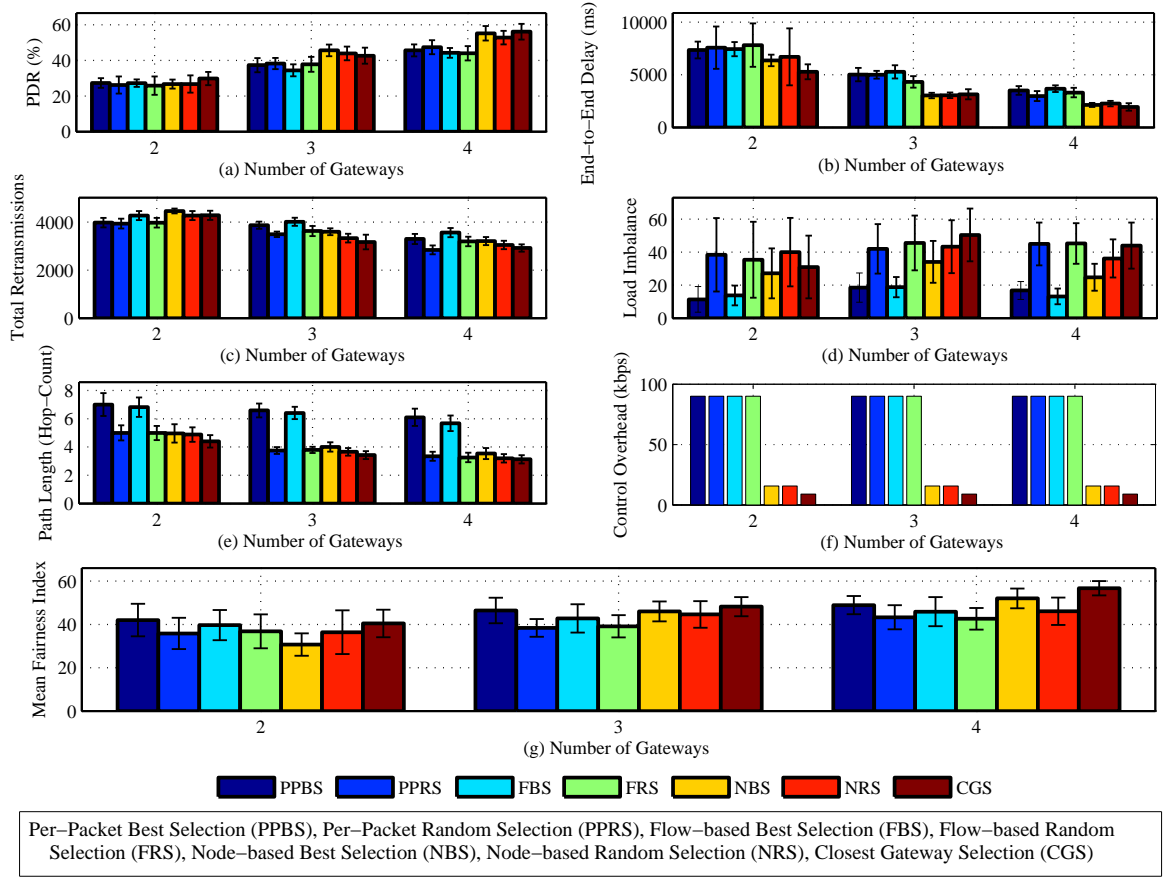 PDR (%)
60
40
20
0
2
3
4
(a) Number of Gateways
End−to−End Delay (ms)
10000
5000
0
2
3
4
(b) Number of Gateways
Total Retransmissions
4000
2000
0
2
3
4
(c) Number of Gateways
Load Imbalance
60
40
20
0
2
3
4
(d) Number of Gateways
Path Length (Hop−Count)
8
6
4
2
0
2
3
4
(e) Number of Gateways
Control Overhead (kbps)
100
50
0
2
3
4
(f) Number of Gateways
Mean Fairness Index
60
40
20
0
2
3
4
(g) Number of Gateways
PPBS PPRS FBS FRS NBS NRS CGS
Per−Packet Best Selection (PPBS), Per−Packet Random Selection (PPRS), Flow−based Best Selection (FBS), Flow−based Random
Selection (FRS), Node−based Best Selection (NBS), Node−based Random Selection (NRS), Closest Gateway Selection (CGS)